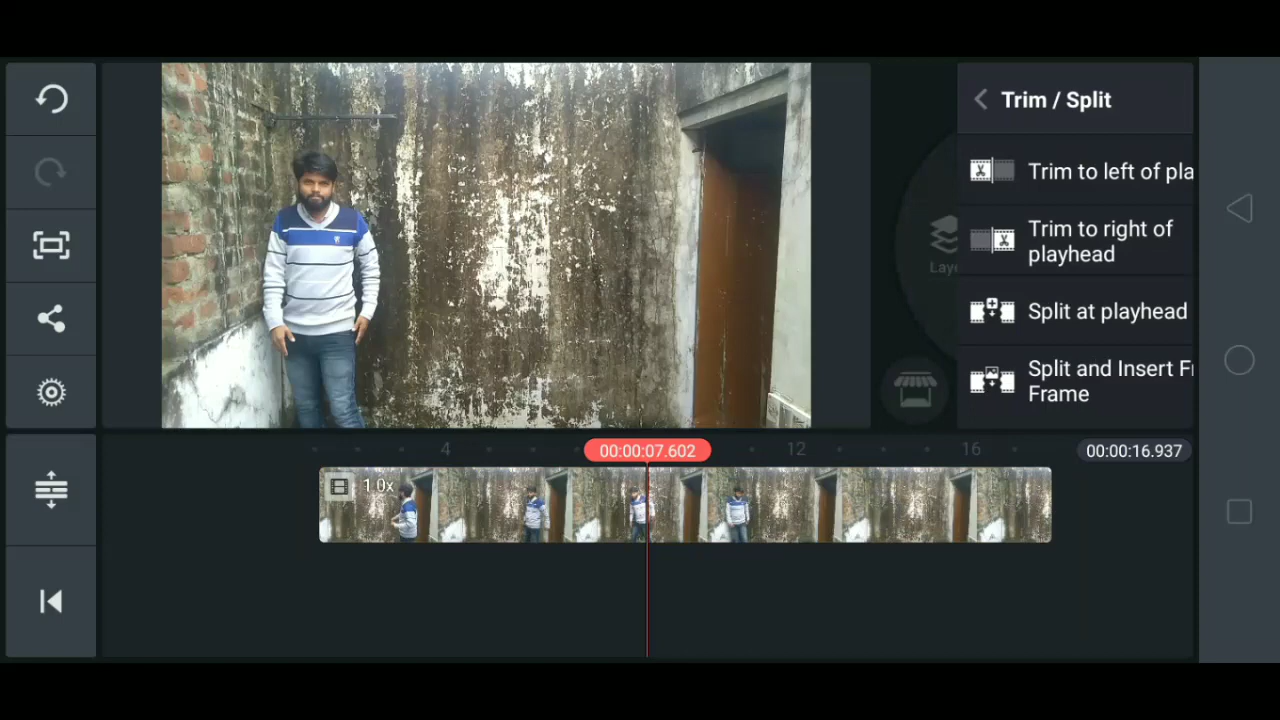 Trim / Split
Trim to left of pla
Trim to right of
playhead
Lay
Split at playhead
Split and Insert Fr
Frame
4
00:00:07.602
12
16
00:00:16.937
1.0x